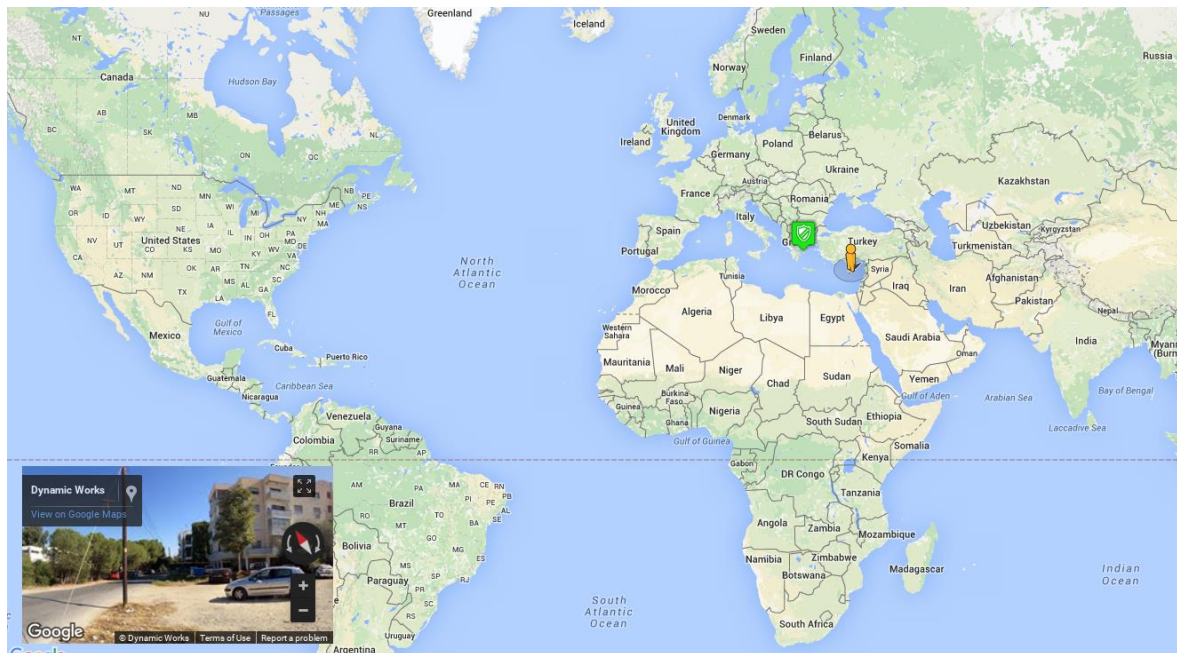 Greenland
Iceland
Passages
NU
NT
Sweden
Finland
Norway
Russia
Canada
Hudson Bay
AB
MB
BC
SK
NL
ON
QC
United
Kingdom
Denmark
Ireland
Belarus
Poland
Germany
Ukraine
Kazakhstan
Austria
France
Romania
WA
MT
ND
MN
NB
PE
NS
OR
ID
WY
SD
WI
MI
VT
NH
ME
NY
MA
NV
UT
United States
CO
NE
IA
IL
IN
OH
PA
MD
DE
NJ
KS
MO
KY
WV
VA
CA
AZ
NM
OK
AR
TN
NC
TX
MS
AL
SC
GA
LA
FL
Italy
Spain
Portugal
Turkey
Uzbekistan
Kyrgyzstan
Turkmenistan
Syria
Afghanistan
Iraq
Iran
Pakistan
Nepal
North
Atlantic
Ocean
Tunisia
Morocco
Algeria
Libya
Egypt
Western
Sahara
Saudi Arabia
Oman
India
Myanm
(Burm
Gulf of
Mexico
Mexico
Cuba
Puerto Rico
Mauritania
Mali
Niger
Chad
Sudan
Yemen
Gulf of Aden
Arabian Sea
Bay of Bengal
Guatemala
Caribbean Sea
Nicaragua
Burkina
Faso
Guinea
Ghana
Nigeria
South Sudan
Ethiopia
Somalia
Laccadive Sea
Venezuela
Guyana
Suriname
Colombia
RR
AP
Gulf of Guinea
Gabon
Kenya
DR Congo
Tanzania
AM
PA
MA
CE
RN
PB
PI
PE
AL
SE
Brazil
TO
BA
RO
MT
GO
MG
ES
Bolivia
MS
SP
RJ
PR
Paraguay
SC
RS
Uruguay
Argentina
Angola
Zambia
Mozambique
Namibia
Zimbabwe
Botswana
Madagascar
South Africa
South
Atlantic
Ocean
Indian
Ocean
Dynamic Works
View on Google Maps
+
−
Google
© Dynamic Works
Terms of Use
Report a problem